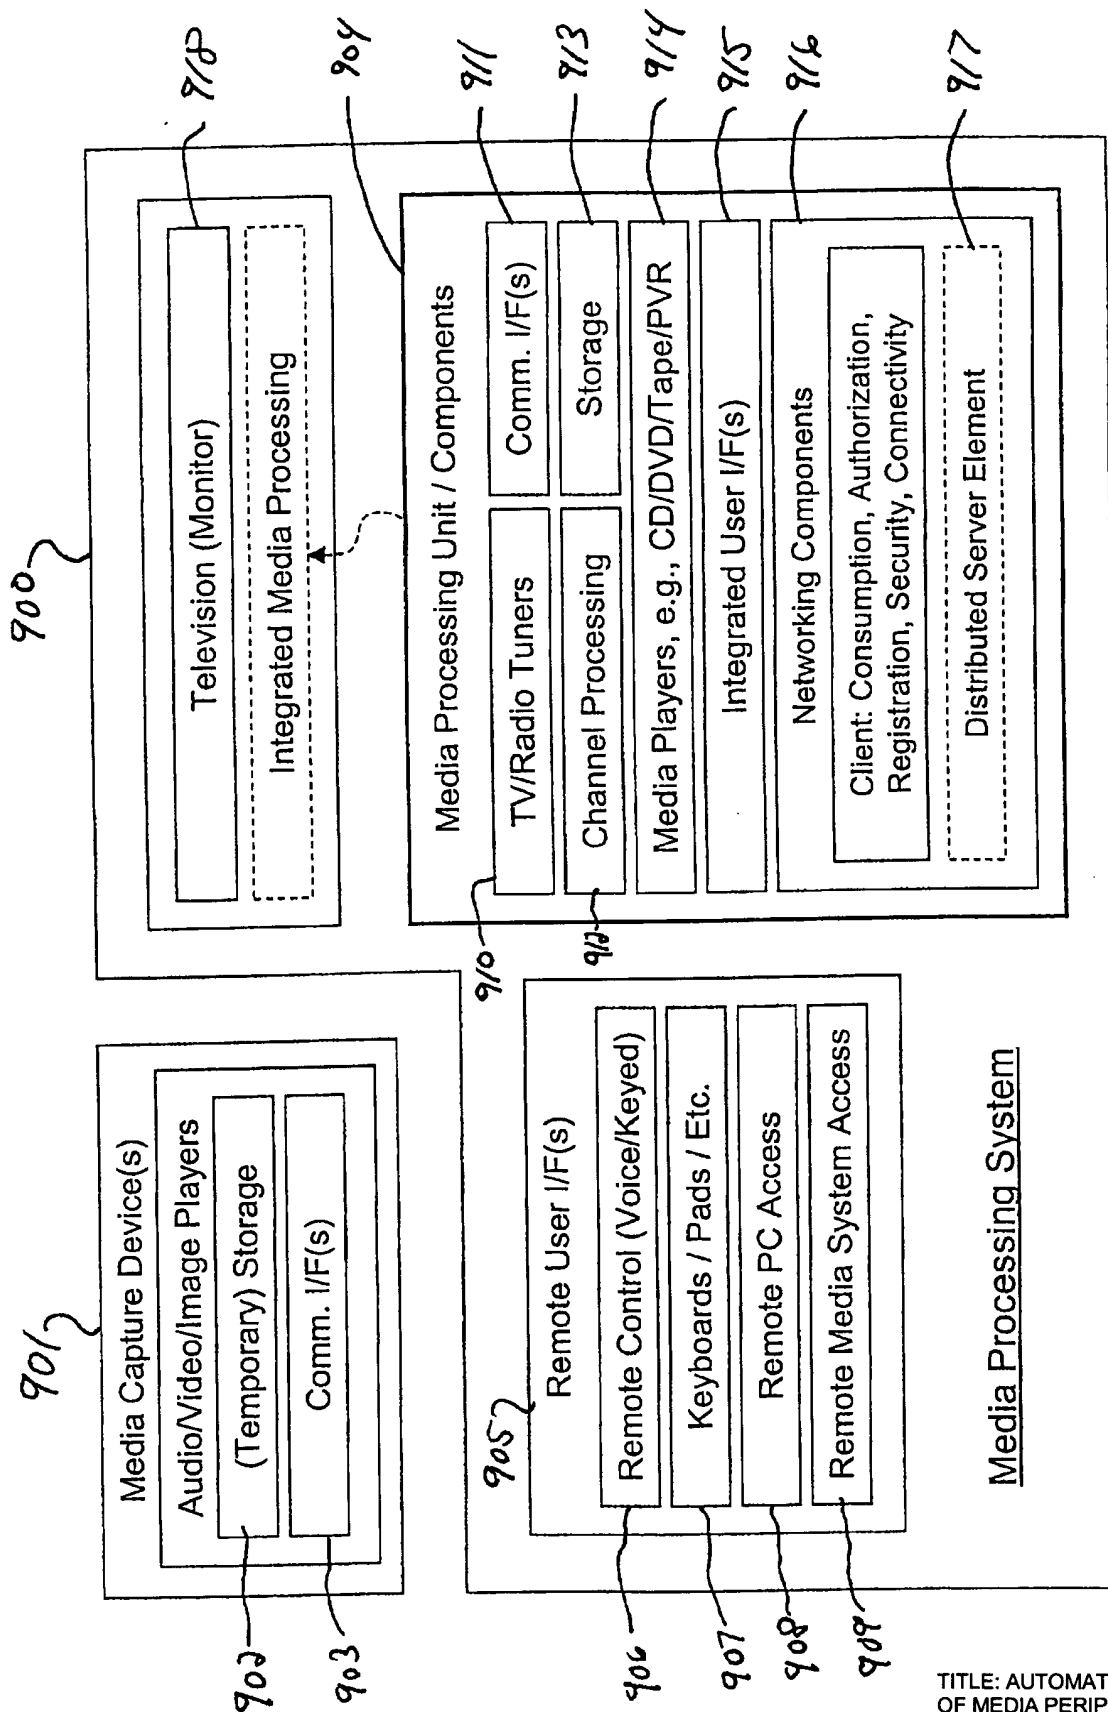 900
918
Television (Monitor)
Integrated Media Processing
904
Media Processing Unit / Components
910
TV/Radio Tuners
Comm. I/F(s)
911
912
Channel Processing
Storage
913
Media Players, e.g., CD/DVD/Tape/PVR
914
Integrated User I/F(s)
915
Networking Components
916
Client: Consumption, Authorization,
Registration, Security, Connectivity
Distributed Server Element
917
901
Media Capture Device(s)
Audio/Video/Image Players
(Temporary) Storage
902
Comm. I/F(s)
903
905
Remote User I/F(s)
Remote Control (Voice/Keyed)
906
Keyboards / Pads / Etc.
907
Remote PC Access
908
Remote Media System Access
909
Media Processing System
TITLE: AUTOMAT
OF MEDIA PERIP